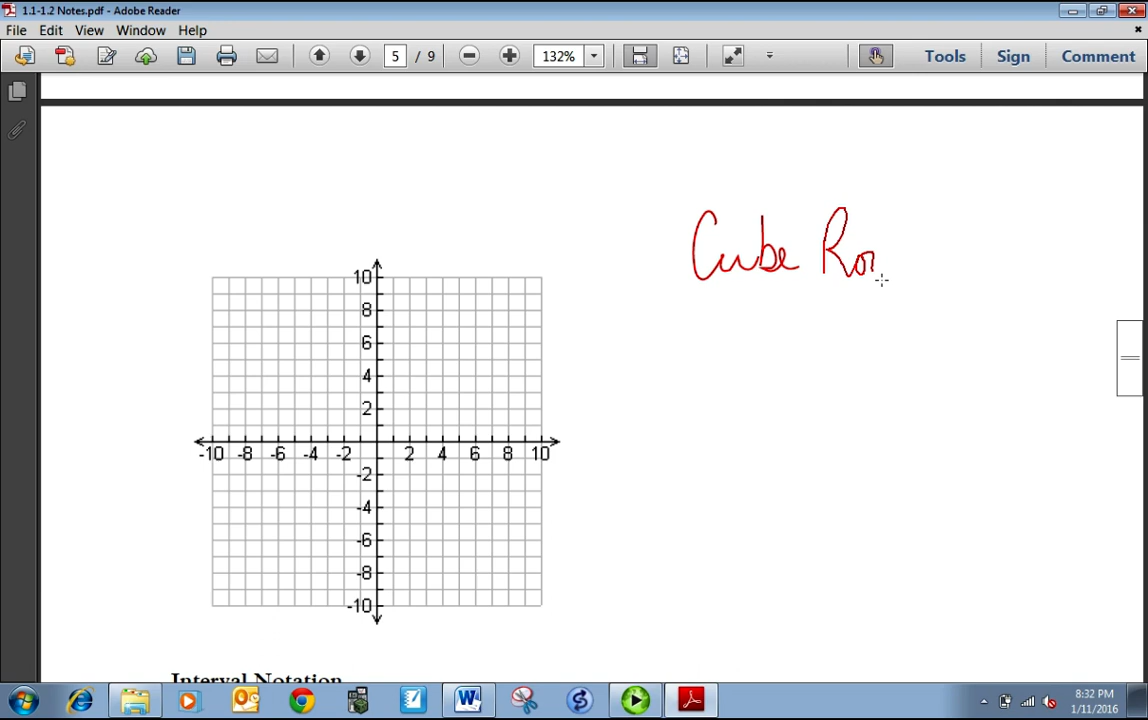 1.1-1.2 Notes.pdf - Adobe Reader
File Edit View Window Help
5 / 9 132% Tools Sign Comment
Cube Roo
10
8
6
4
2
-10 -8 -6 -4 -2 2 4 6 8 10
-2
-4
-6
-8
-10
Interval Notation
8:32 PM
1/11/2016